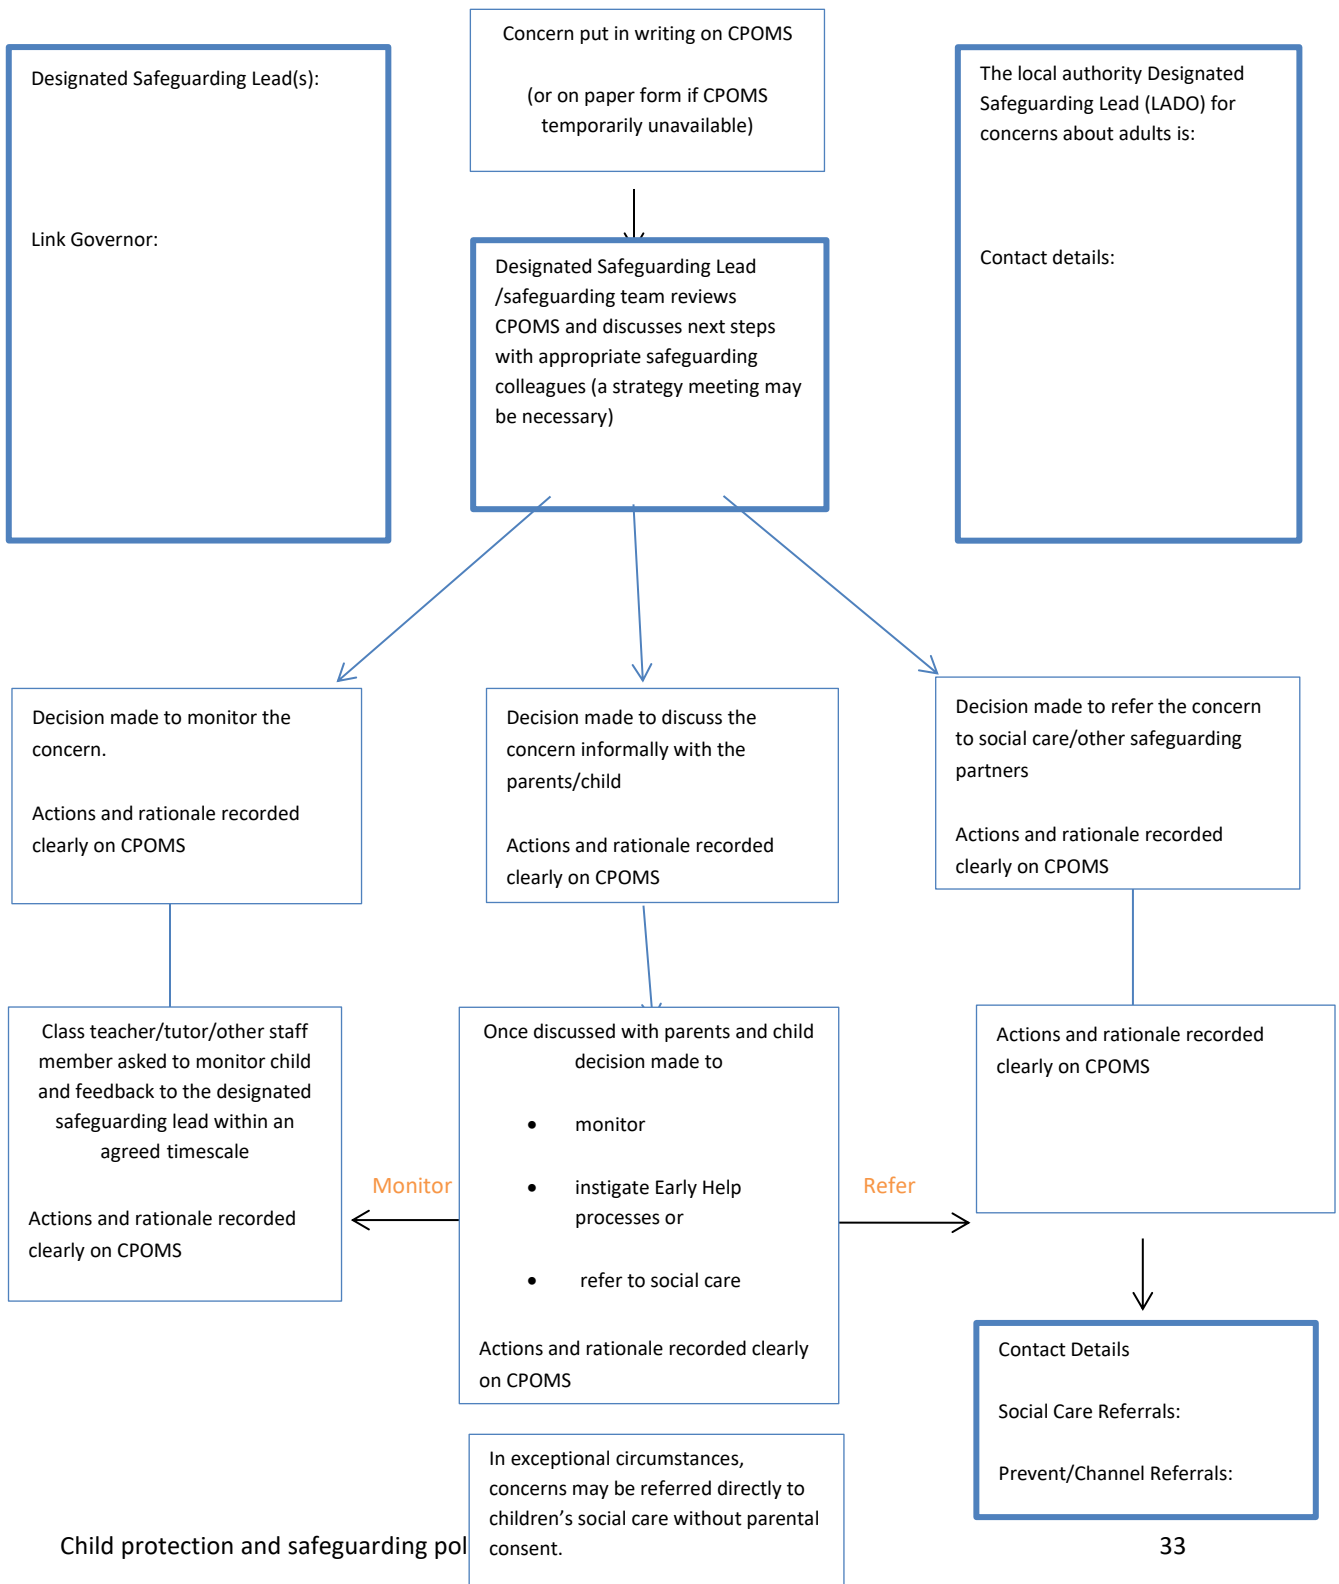 Concern put in writing on CPOMS
(or on paper form if CPOMS
temporarily unavailable)
Designated Safeguarding Lead(s):
Link Governor:
The local authority Designated
Safeguarding Lead (LADO) for
concerns about adults is:
Contact details:
Designated Safeguarding Lead
/safeguarding team reviews
CPOMS and discusses next steps
with appropriate safeguarding
colleagues (a strategy meeting may
be necessary)
Decision made to monitor the
concern.
Actions and rationale recorded
clearly on CPOMS
Decision made to discuss the
concern informally with the
parents/child
Actions and rationale recorded
clearly on CPOMS
Decision made to refer the concern
to social care/other safeguarding
partners
Actions and rationale recorded
clearly on CPOMS
Class teacher/tutor/other staff
member asked to monitor child
and feedback to the designated
safeguarding lead within an
agreed timescale
Actions and rationale recorded
clearly on CPOMS
Monitor
Once discussed with parents and child
decision made to
• monitor
• instigate Early Help
processes or
• refer to social care
Actions and rationale recorded clearly
on CPOMS
Refer
Actions and rationale recorded
clearly on CPOMS
Contact Details
Social Care Referrals:
Prevent/Channel Referrals:
In exceptional circumstances,
concerns may be referred directly to
children’s social care without parental
consent.
Child protection and safeguarding pol
33